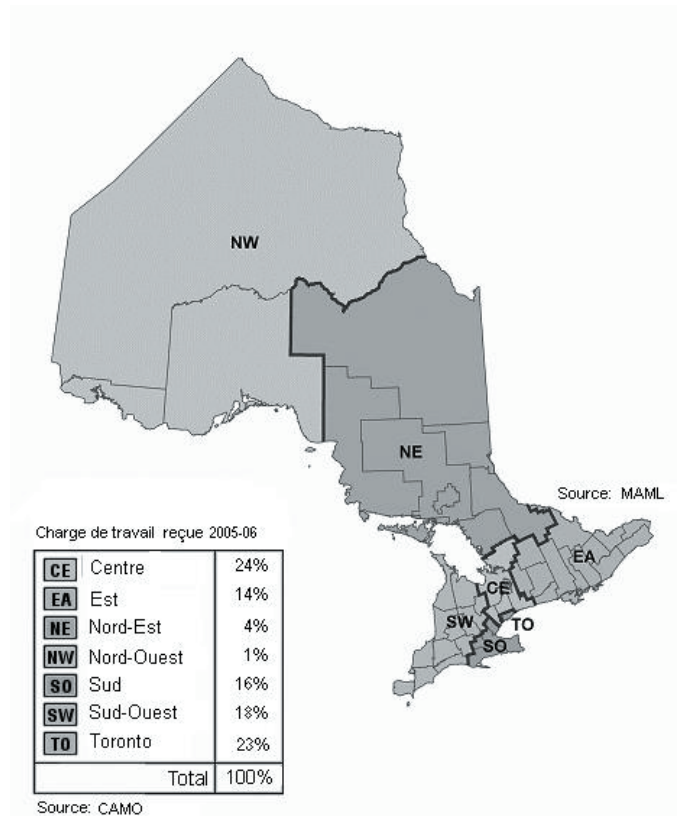 NW
NE
Source: MAML
EA
CE
TO
SW
SO
Charge de travail reçue 2005-06
CE Centre 24%
EA Est 14%
NE Nord-Est 4%
NW Nord-Ouest 1%
SO Sud 16%
SW Sud-Ouest 18%
TO Toronto 23%
Total 100%
Source: CAMO